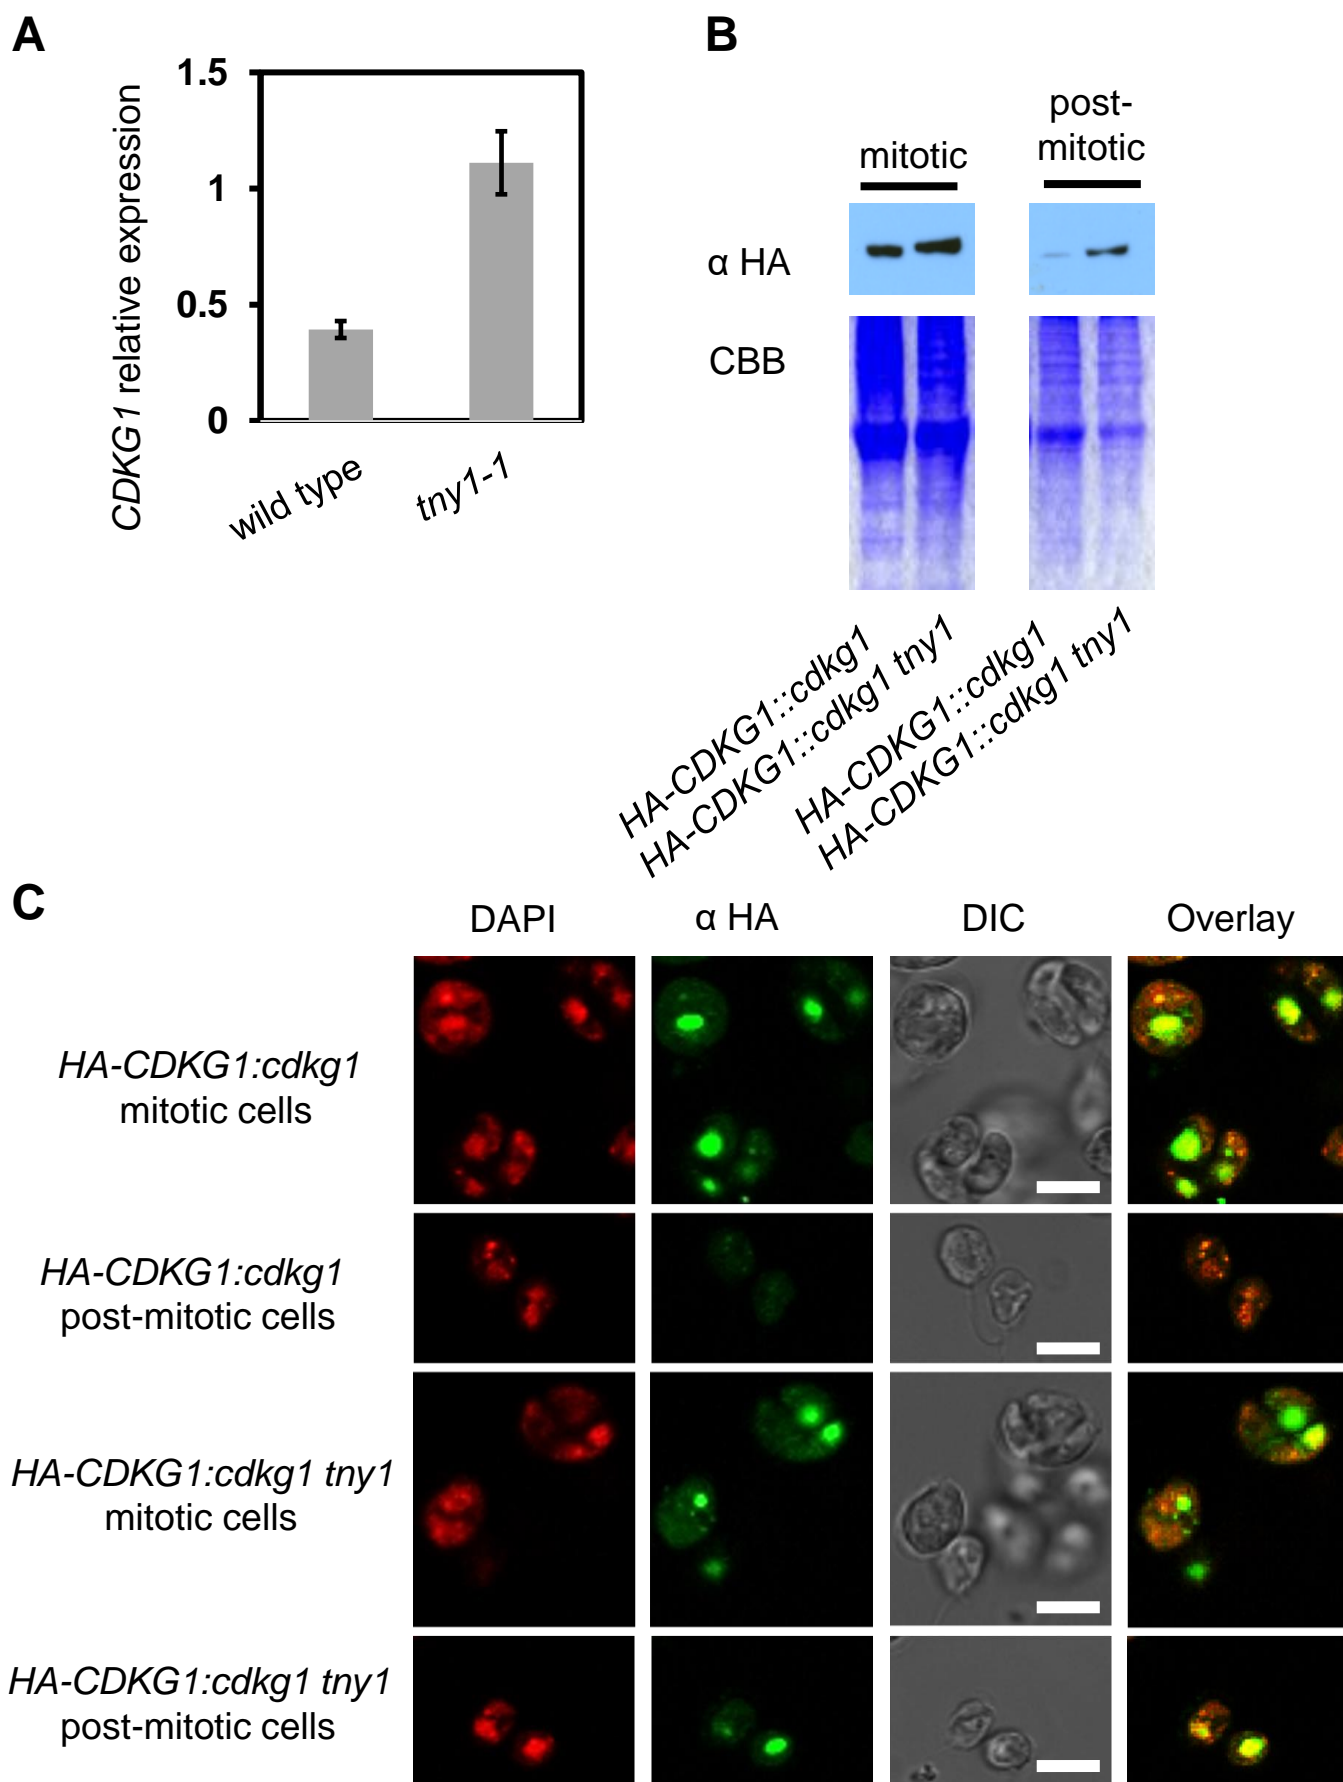 A
CDKG1 relative expression
1.5
1
0.5
0
wild type
tny1-1
B
mitotic
post-
mitotic
α HA
CBB
HA-CDKG1::cdkg1
HA-CDKG1::cdkg1 tny1
HA-CDKG1::cdkg1
HA-CDKG1::cdkg1 tny1
C
DAPI
α HA
DIC
Overlay
HA-CDKG1:cdkg1
mitotic cells
HA-CDKG1:cdkg1
post-mitotic cells
HA-CDKG1:cdkg1 tny1
mitotic cells
HA-CDKG1:cdkg1 tny1
post-mitotic cells